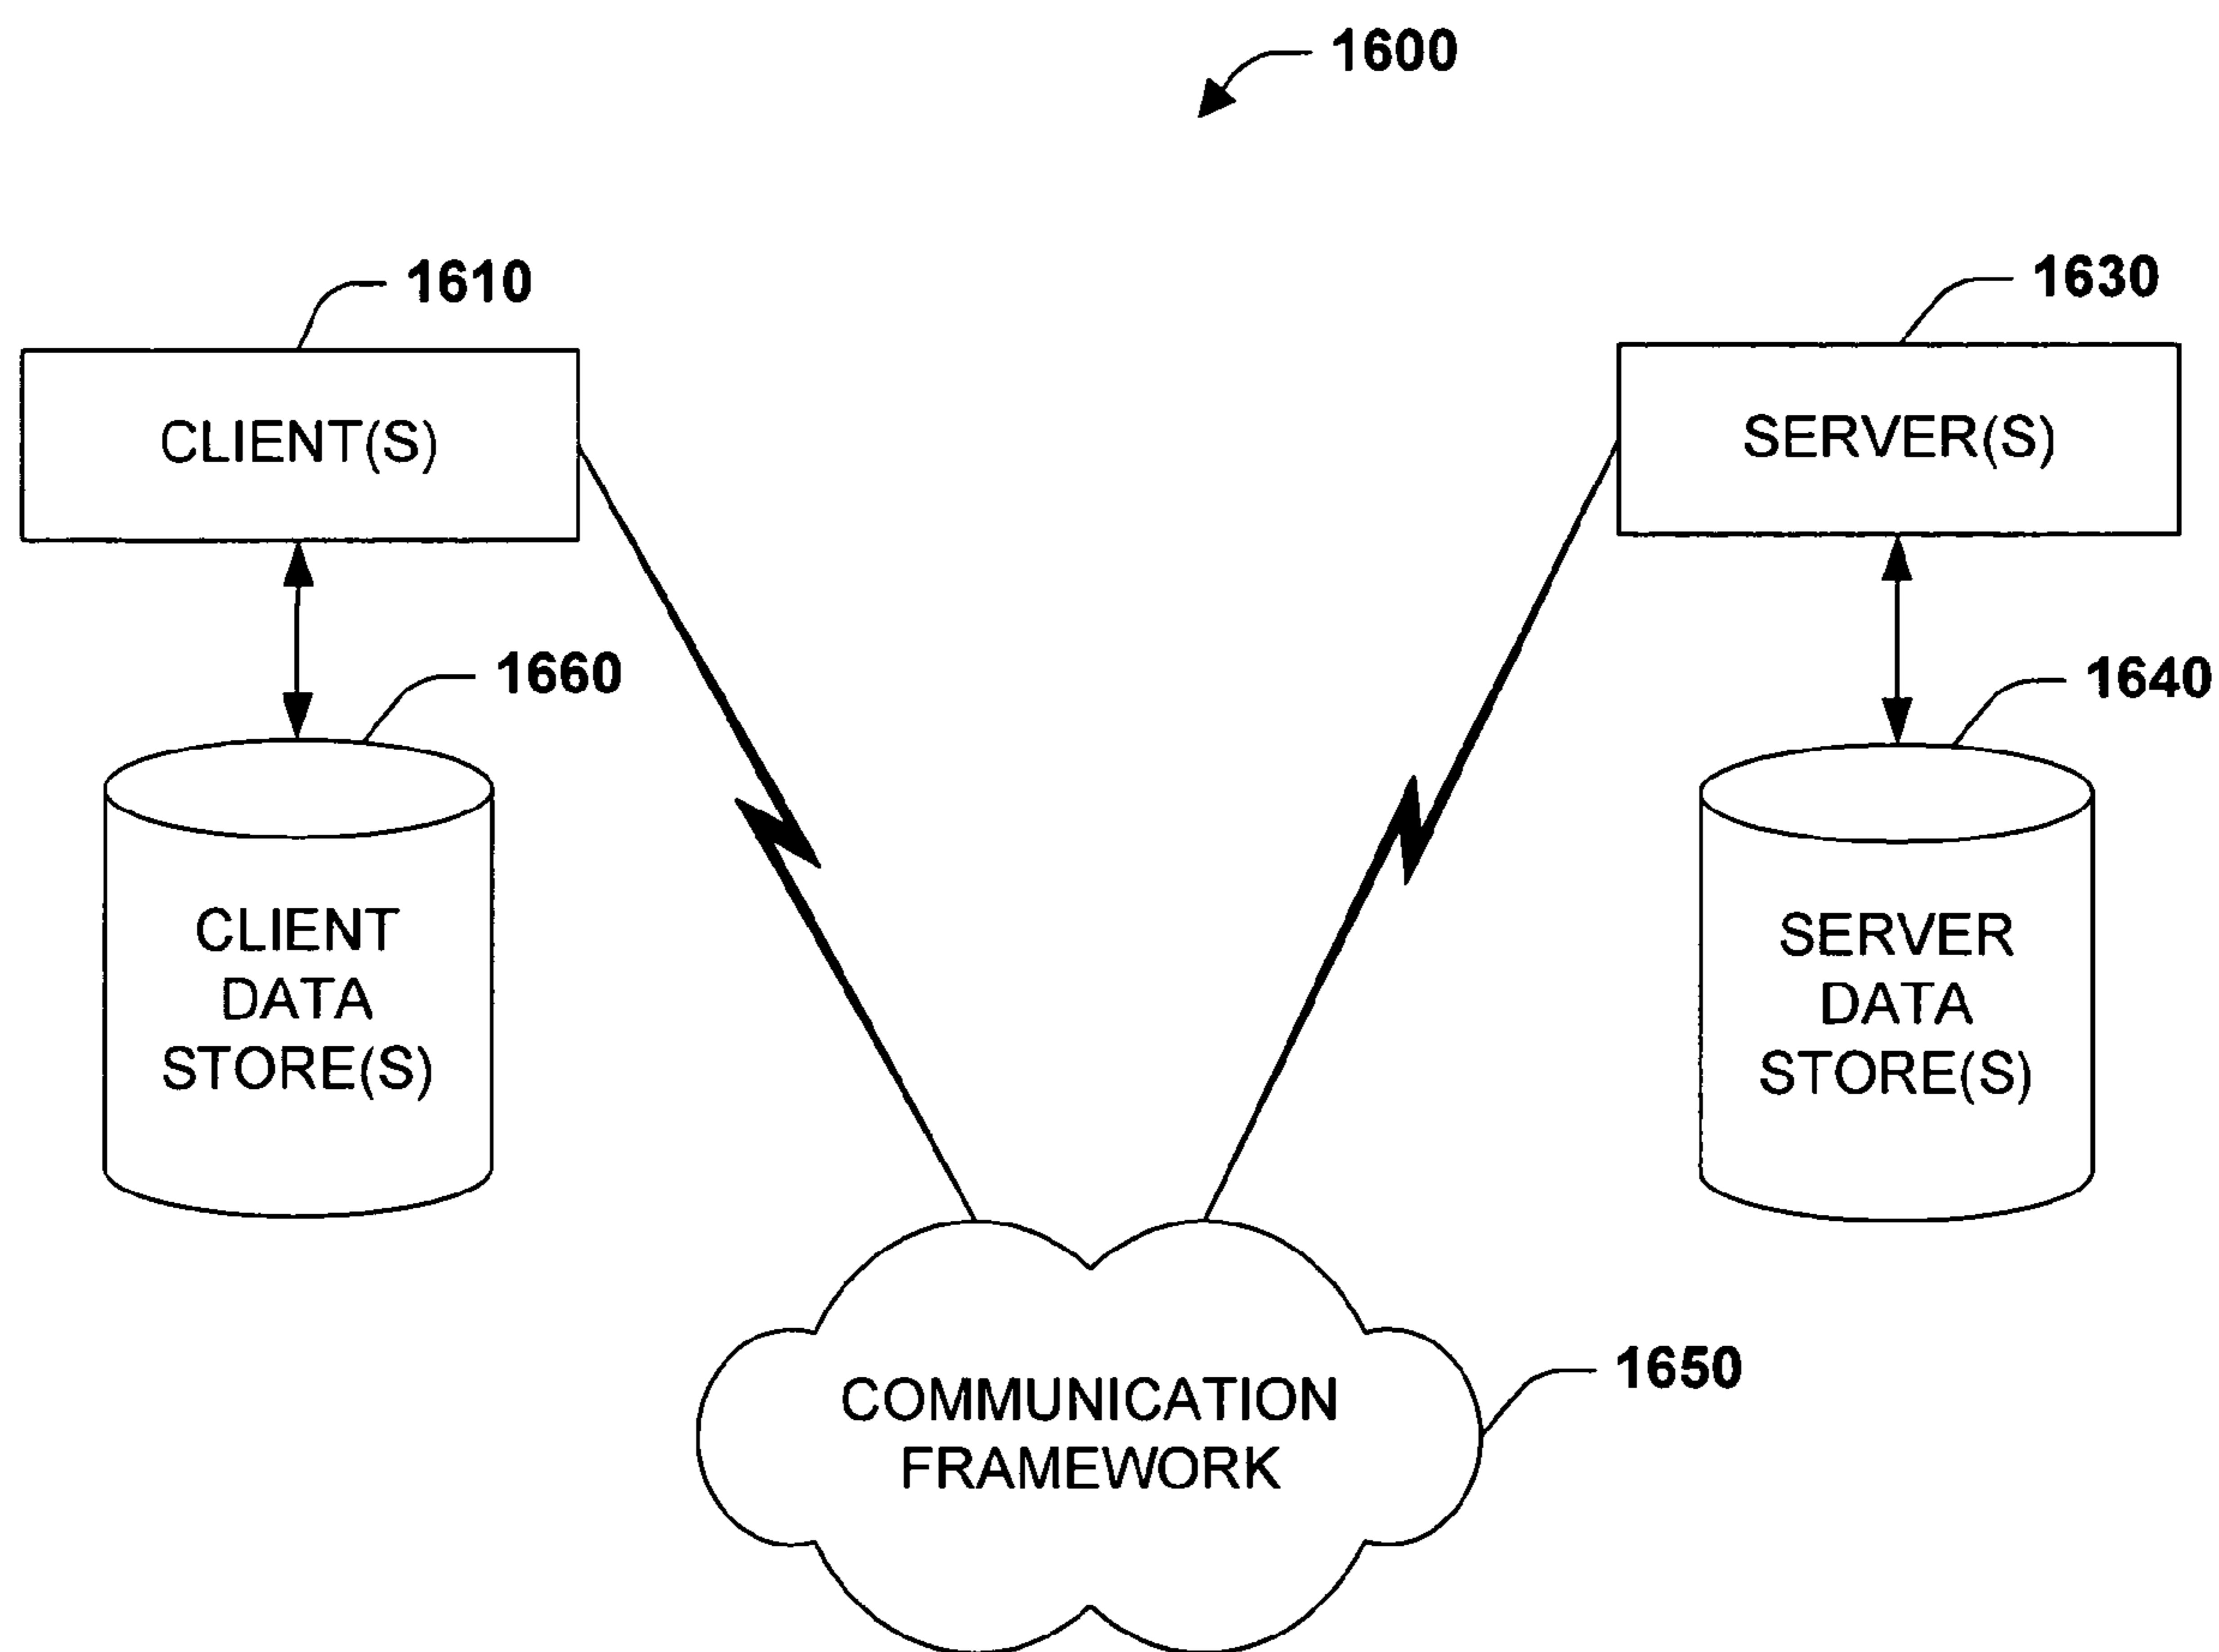 1600
1610
1630
CLIENT(S)
SERVER(S)
1660
1640
CLIENT
DATA
STORE(S)
SERVER
DATA
STORE(S)
1650
COMMUNICATION
FRAMEWORK